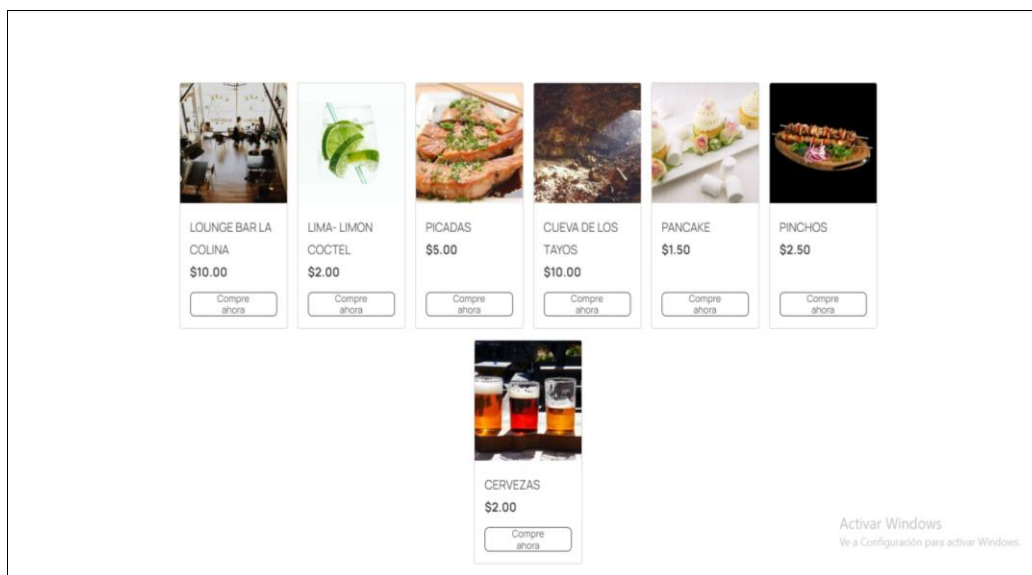 LOUNGE BAR LA
COLINA
$10.00
Compre
ahora
LIMA- LIMON
COCTEL
$2.00
Compre
ahora
PICADAS
$5.00
Compre
ahora
CUEVA DE LOS
TAYOS
$10.00
Compre
ahora
PANCAKE
$1.50
Compre
ahora
PINCHOS
$2.50
Compre
ahora
CERVEZAS
$2.00
Compre
ahora
Activar Windows
Ve a Configuración para activar Windows.